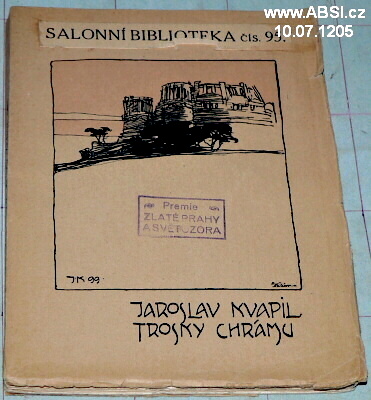 www.ABSI.cz
10.07.1205
SALONNÍ BIBLIOTEKA čís. 99.
Premie
ZLATÉ PRAHY
A SVĚTOZORA
JK 99.
JAROSLAV KVAPIL
TROSKY CHRÁMU